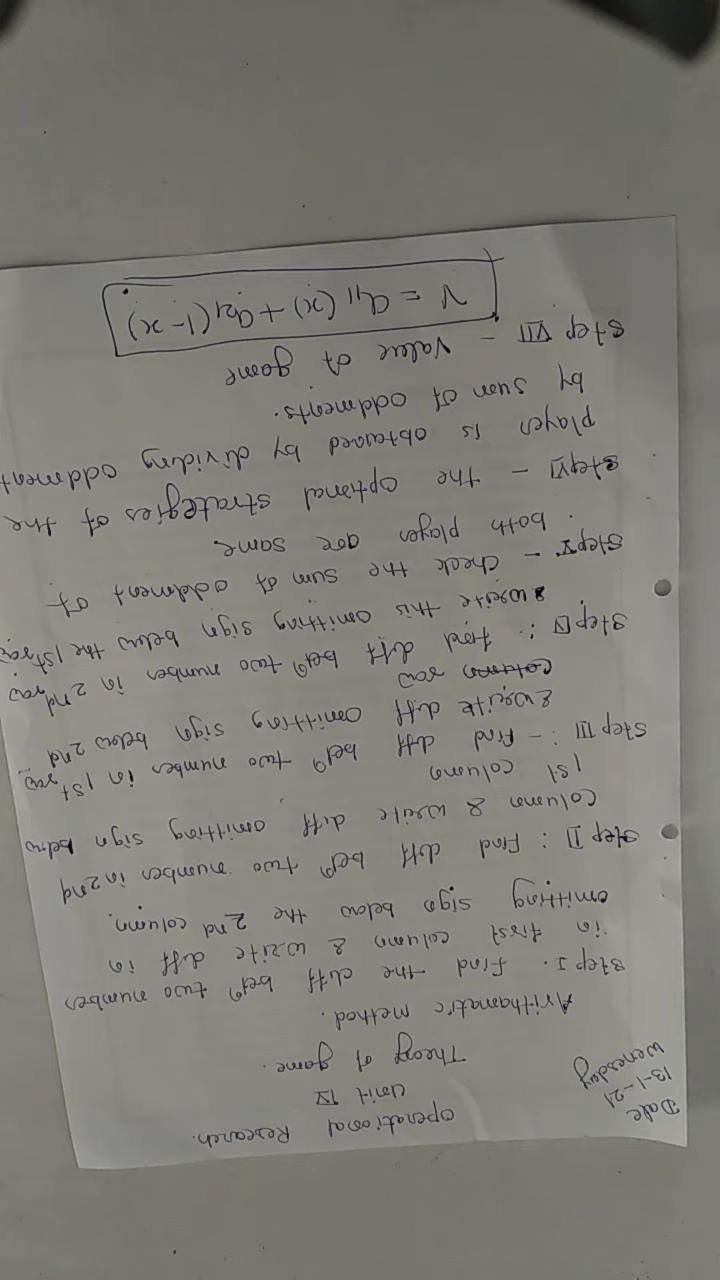 Date
13-1-21
Wenesday
operational Research.
Unit IV
Theory of game.
Arithamatic method.
Step I. Find the diff betn two number
in first column & write diff in
omitting sign below the 2nd column.
Step II : Find diff betn two number in 2nd
column & write diff omitting sign below
1st column
Step III :- Find diff betn two number in 1st row
& write diff omitting sign below 2nd
column row
Step IV :- find diff betn two number in 2nd row
& write this omitting sign below the 1st row
Step V - check the sum of oddment of
both player are same
Step VI - the optional strategies of the
player is obtained by dividing oddment
by sum of oddments.
Step VII - Value of game
V = a11 (x) + a21 (1-x)